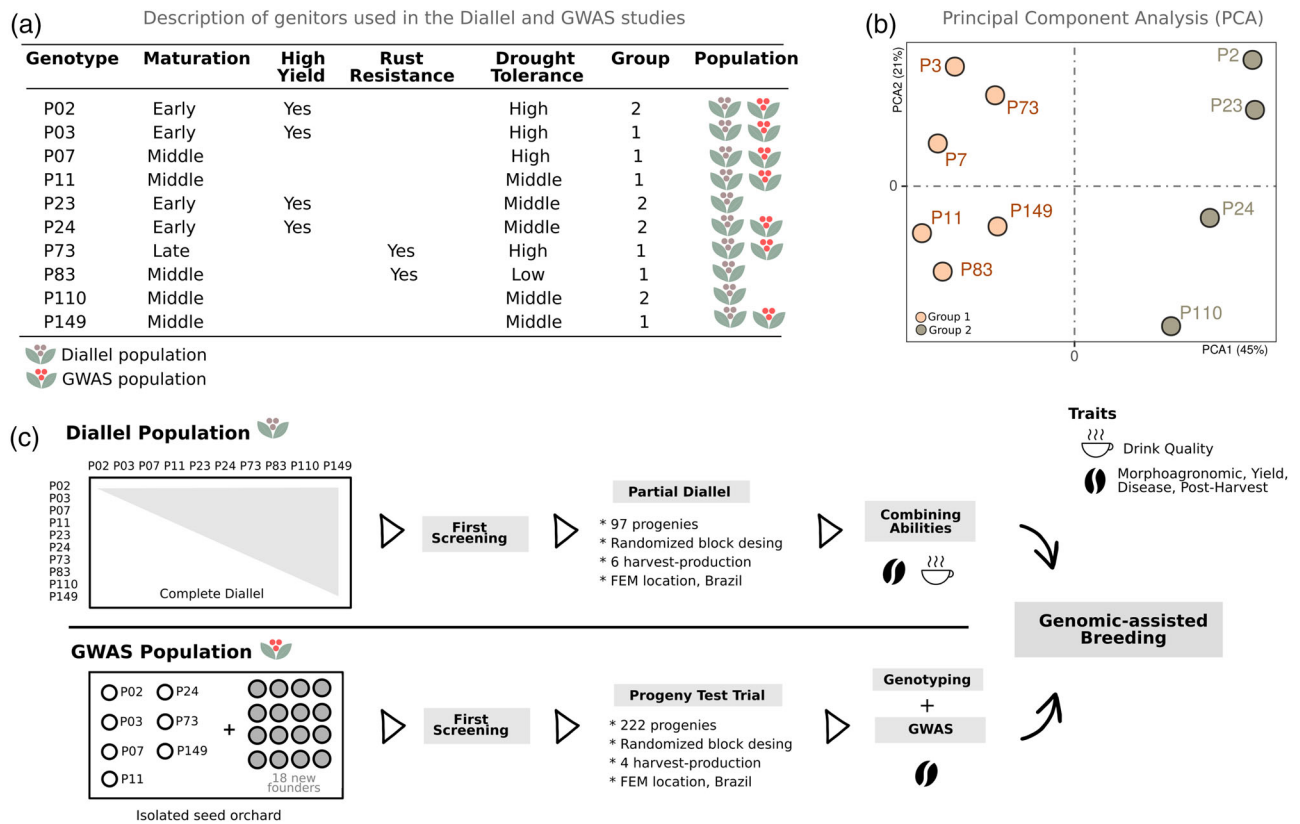 (a)
Description of genitors used in the Diallel and GWAS studies
Genotype Maturation High Yield Rust Resistance Drought Tolerance Group Population
P02 Early Yes High 2
P03 Early Yes High 1
P07 Middle High 1
P11 Middle Middle 1
P23 Early Yes Middle 2
P24 Early Yes Middle 2
P73 Late Yes High 1
P83 Middle Yes Low 1
P110 Middle Middle 2
P149 Middle Middle 1
Diallel population
GWAS population
(b)
Principal Component Analysis (PCA)
PCA2 (21%)
P3
P73
P7
P2
P23
0
P11
P149
P83
P24
P110
Group 1
Group 2
0
PCA1 (45%)
(c)
Diallel Population
P02 P03 P07 P11 P23 P24 P73 P83 P110 P149
P02
P03
P07
P11
P23
P24
P73
P83
P110
P149
Complete Diallel
First
Screening
Partial Diallel
* 97 progenies
* Randomized block desing
* 6 harvest-production
* FEM location, Brazil
Combining
Abilities
Traits
Drink Quality
Morphoagronomic, Yield,
Disease, Post-Harvest
Genomic-assisted
Breeding
GWAS Population
P02 P24
P03 P73
P07 P149
P11
+
18 new
founders
Isolated seed orchard
First
Screening
Progeny Test Trial
* 222 progenies
* Randomized block desing
* 4 harvest-production
* FEM location, Brazil
Genotyping
+
GWAS